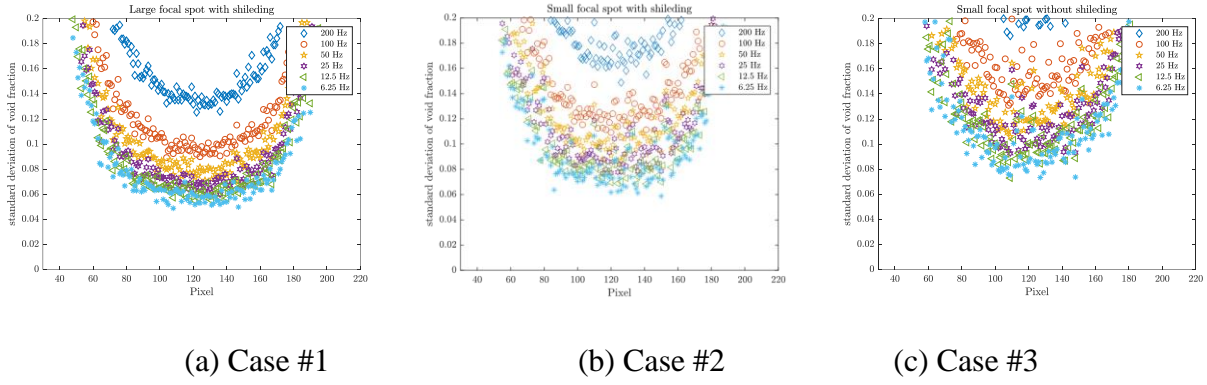 Large focal spot with shileding
0.2
0.18
0.16
0.14
0.12
0.1
0.08
0.06
0.04
0.02
0
standard deviation of void fraction
40 60 80 100 120 140 160 180 200 220
Pixel
200 Hz
100 Hz
50 Hz
25 Hz
12.5 Hz
6.25 Hz
(a) Case #1
Small focal spot with shileding
0.2
0.18
0.16
0.14
0.12
0.1
0.08
0.06
0.04
0.02
0
standard deviation of void fraction
40 60 80 100 120 140 160 180 200 220
Pixel
200 Hz
100 Hz
50 Hz
25 Hz
12.5 Hz
6.25 Hz
(b) Case #2
Small focal spot without shileding
0.2
0.18
0.16
0.14
0.12
0.1
0.08
0.06
0.04
0.02
0
standard deviation of void fraction
40 60 80 100 120 140 160 180 200 220
Pixel
200 Hz
100 Hz
50 Hz
25 Hz
12.5 Hz
6.25 Hz
(c) Case #3